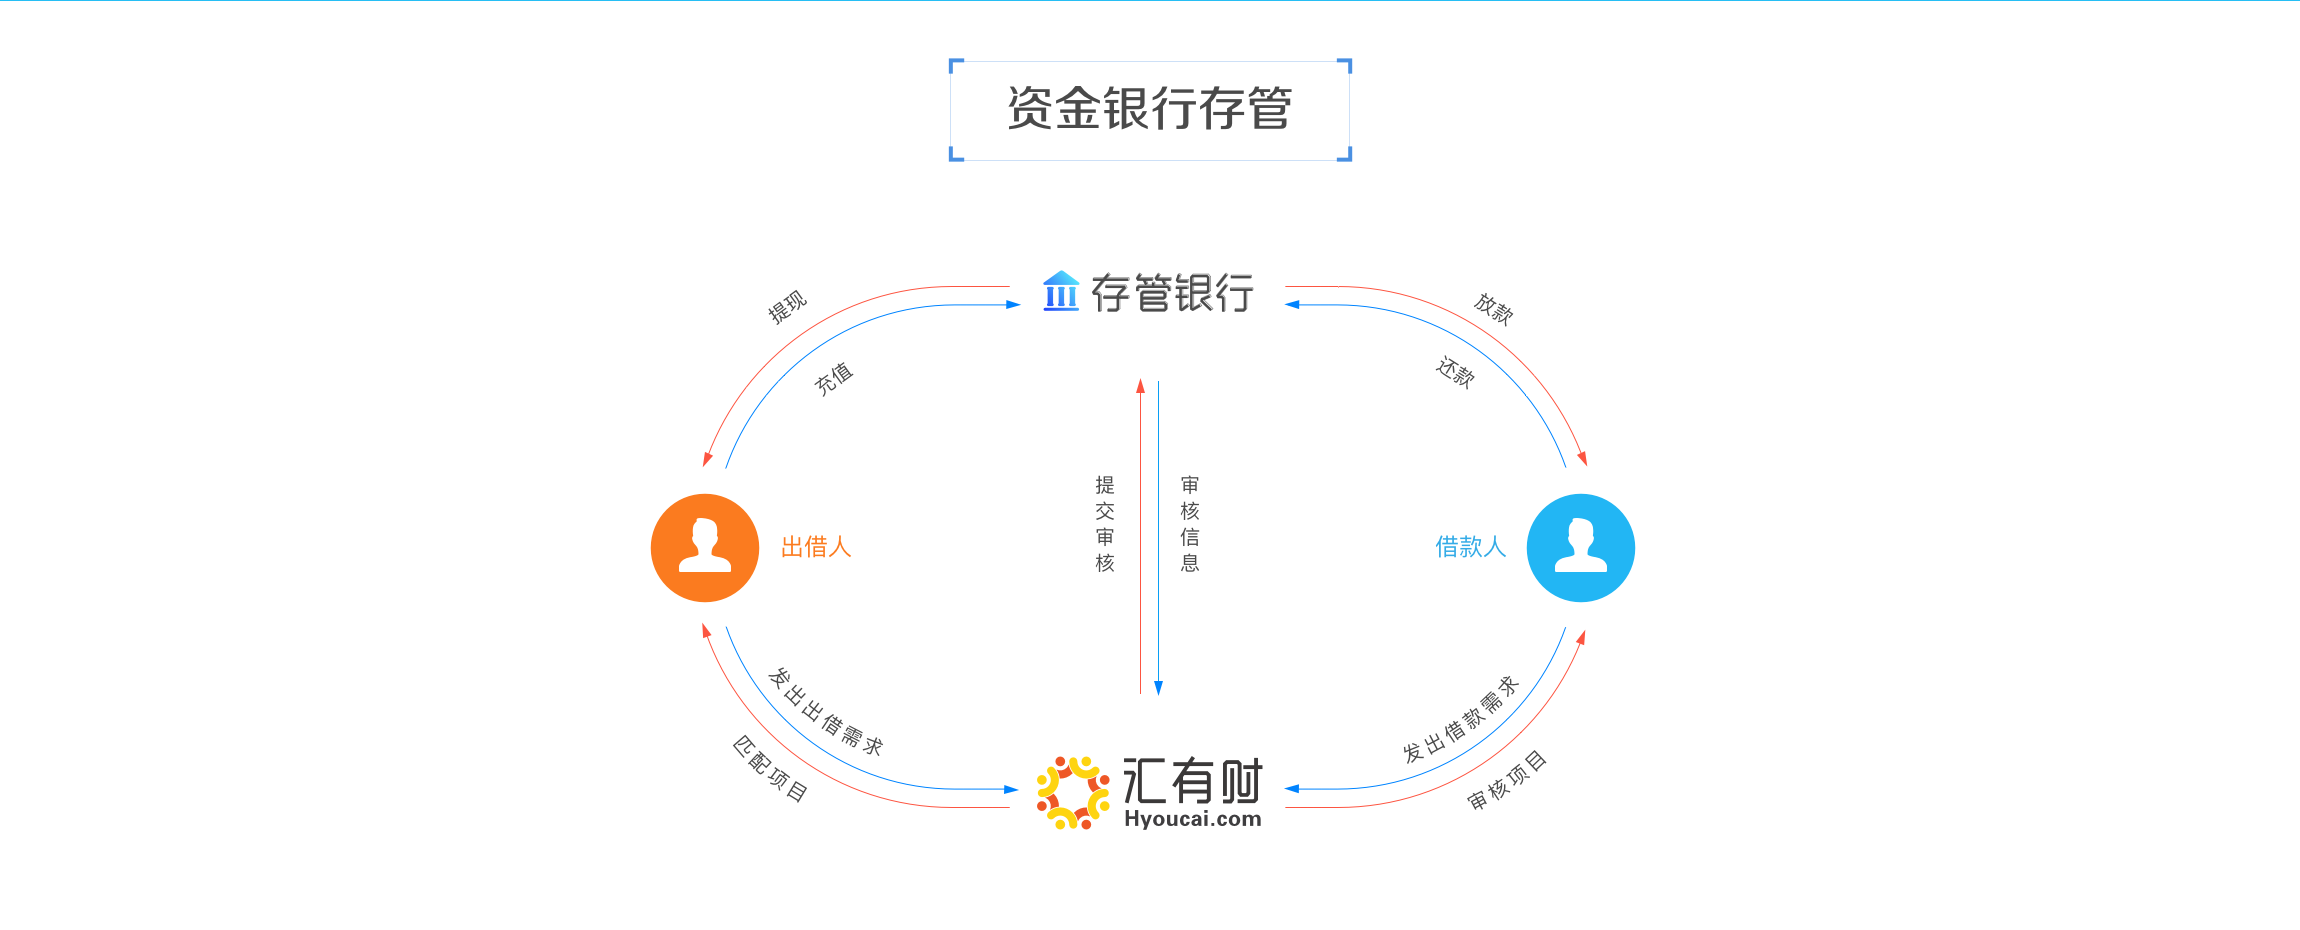 资金银行存管
存管银行
提现
充值
放款
还款
提交审核
审核信息
出借人
借款人
发出出借需求
匹配项目
发出借款需求
审核项目
汇有财
Hyoucai.com